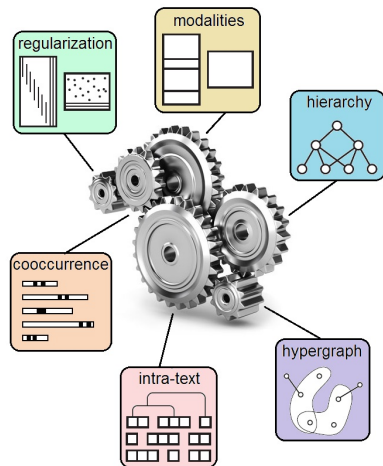 modalities
regularization
hierarchy
cooccurrence
intra-text
hypergraph